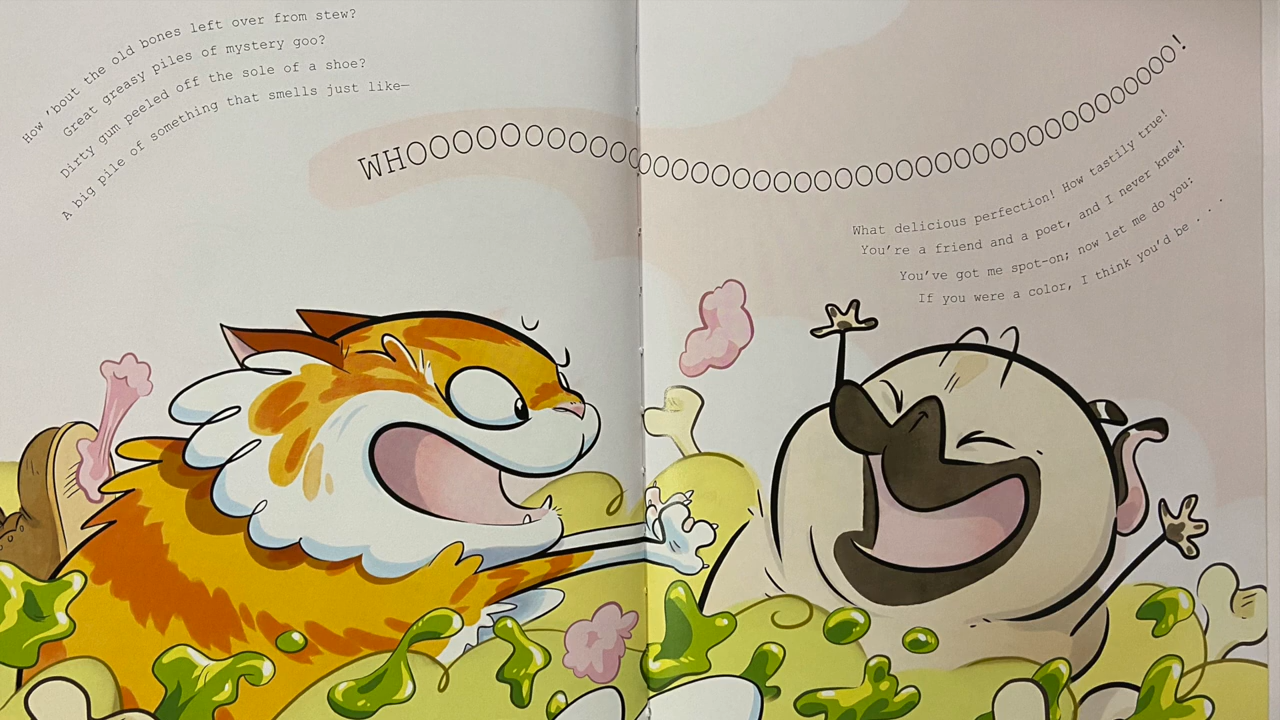 How 'bout the old bones left over from stew?
Great greasy piles of mystery goo?
Dirty gum peeled off the sole of a shoe?
A big pile of something that smells just like—
WHOOOOOOOOOOOOOOOOOOOOOOOOOOOOOOOOOOOOOOOO!
What delicious perfection! How tastily true!
You're a friend and a poet, and I never knew!
You've got me spot-on; now let me do you:
If you were a color, I think you'd be . . .